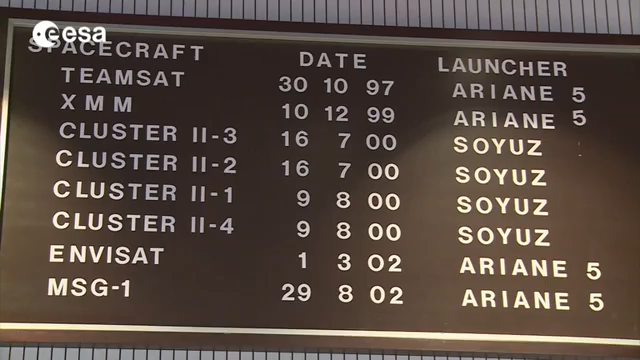 esa
SPACECRAFT DATE LAUNCHER
TEAMSAT 30 10 97 ARIANE 5
XMM 10 12 99 ARIANE 5
CLUSTER II-3 16 7 00 SOYUZ
CLUSTER II-2 16 7 00 SOYUZ
CLUSTER II-1 9 8 00 SOYUZ
CLUSTER II-4 9 8 00 SOYUZ
ENVISAT 1 3 02 ARIANE 5
MSG-1 29 8 02 ARIANE 5